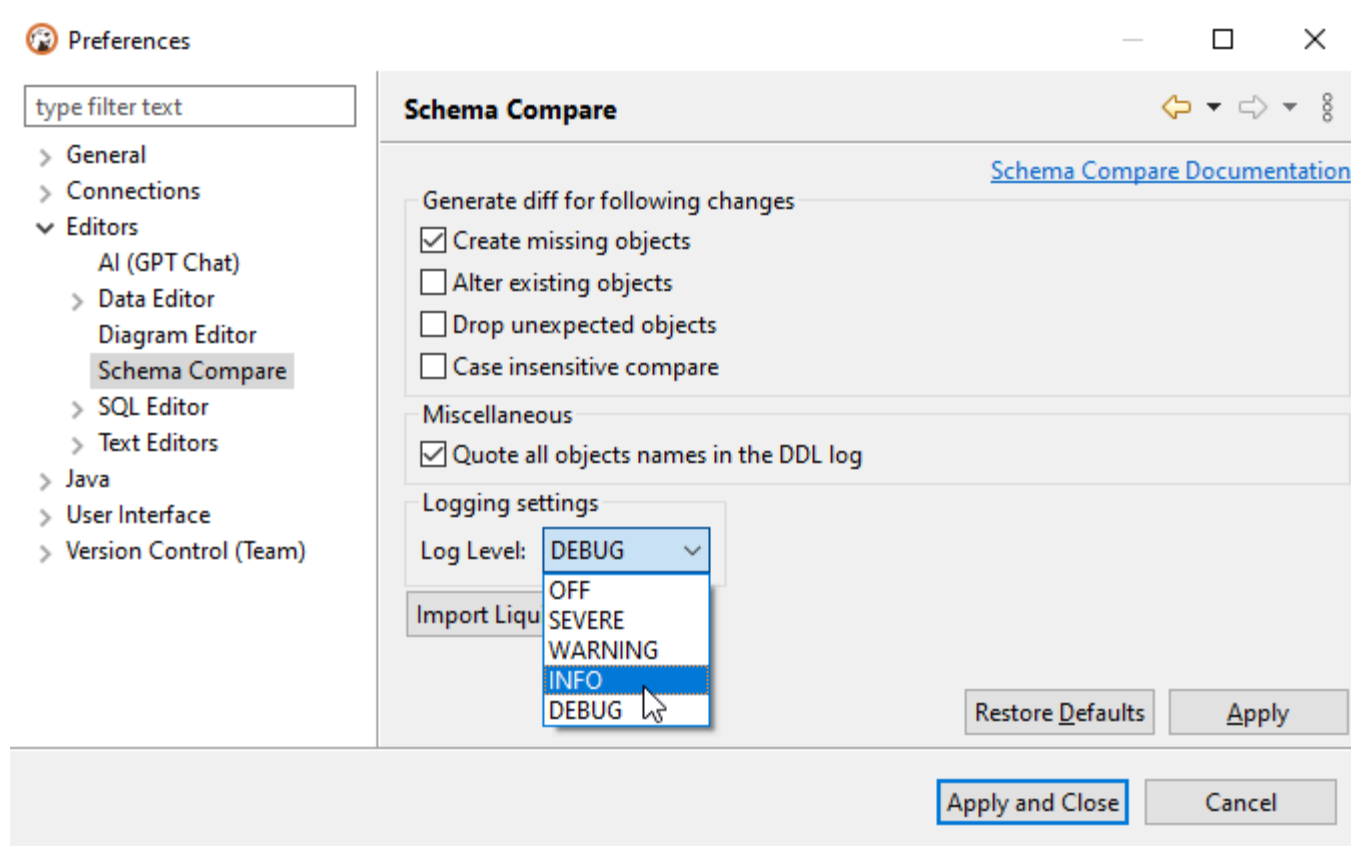 Preferences
type filter text
General
Connections
Editors
AI (GPT Chat)
Data Editor
Diagram Editor
Schema Compare
SQL Editor
Text Editors
Java
User Interface
Version Control (Team)
Schema Compare
Schema Compare Documentation
Generate diff for following changes
Create missing objects
Alter existing objects
Drop unexpected objects
Case insensitive compare
Miscellaneous
Quote all objects names in the DDL log
Logging settings
Log Level: DEBUG
OFF
SEVERE
WARNING
INFO
DEBUG
Import Liqu
Restore Defaults
Apply
Apply and Close
Cancel